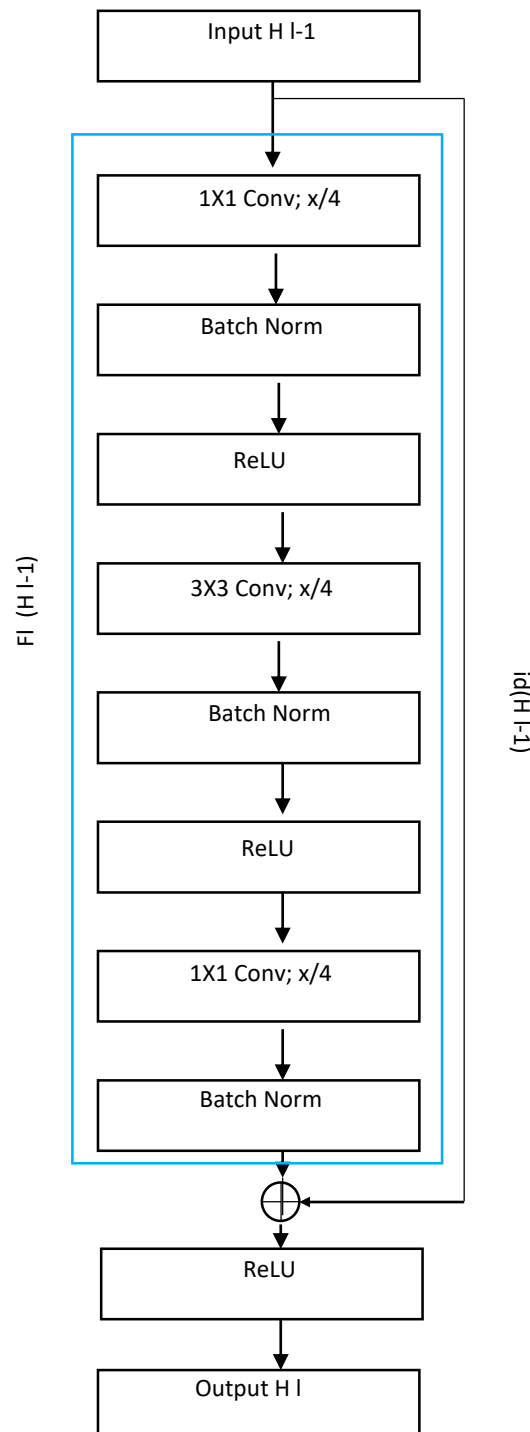 Input H l-1
1X1 Conv; x/4
Batch Norm
ReLU
3X3 Conv; x/4
Fl (H l-1)
id(H l-1)
Batch Norm
ReLU
1X1 Conv; x/4
Batch Norm
ReLU
Output H l